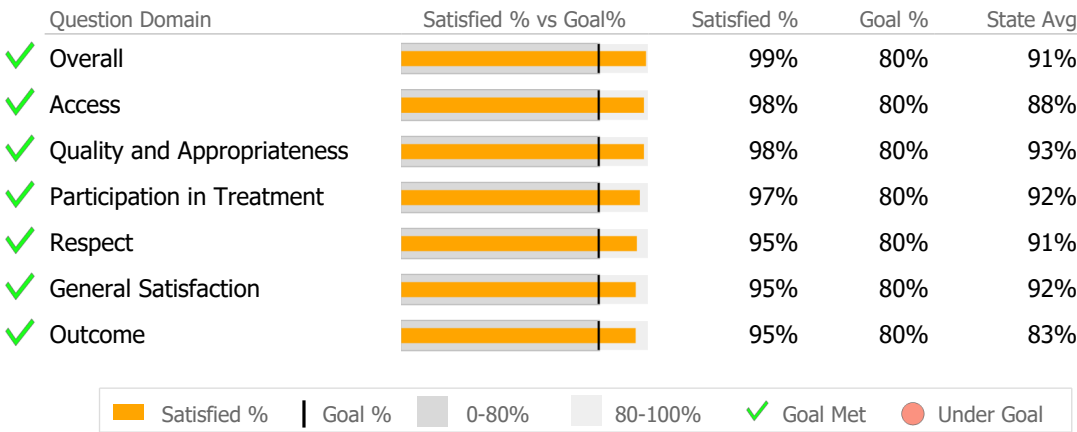 Question Domain Satisfied % vs Goal% Satisfied % Goal % State Avg
Overall 99% 80% 91%
Access 98% 80% 88%
Quality and Appropriateness 98% 80% 93%
Participation in Treatment 97% 80% 92%
Respect 95% 80% 91%
General Satisfaction 95% 80% 92%
Outcome 95% 80% 83%
Satisfied % Goal % 0-80% 80-100% Goal Met Under Goal